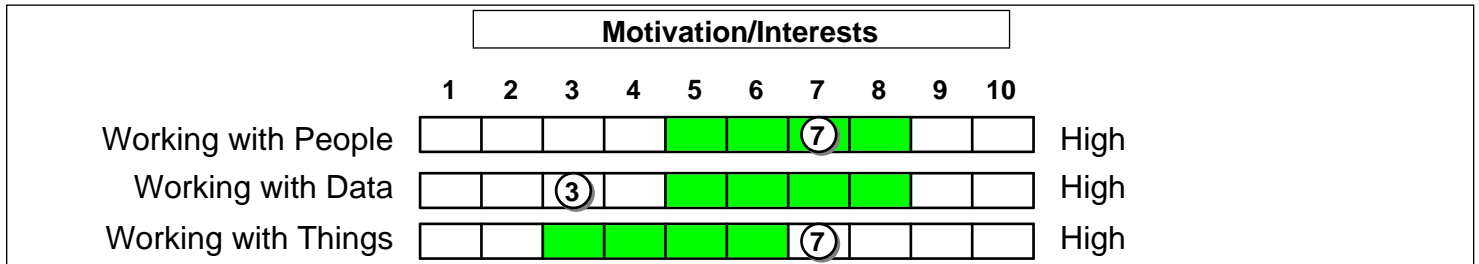 Motivation/Interests
1 2 3 4 5 6 7 8 9 10
Working with People 7 High
Working with Data 3 High
Working with Things 7 High